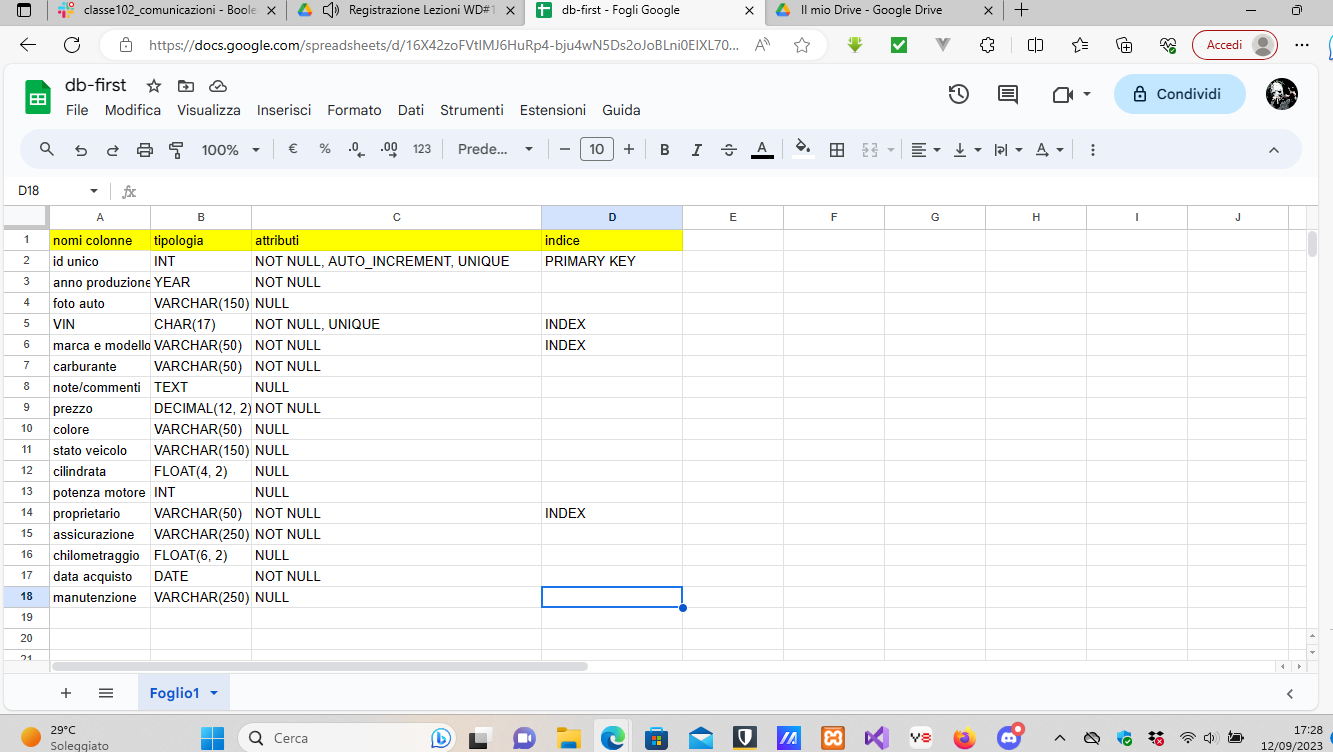 classe102_comunicazioni - Boole
Registrazione Lezioni WD#1
db-first - Fogli Google
Il mio Drive - Google Drive
https://docs.google.com/spreadsheets/d/16X42zoFVtIMJ6HuRp4-bju4wN5Ds2oJoBLni0EIXL70...
Accedi
db-first
File Modifica Visualizza Inserisci Formato Dati Strumenti Estensioni Guida
Condividi
100% € % .0 .00 123 Prede... 10 B I A
D18 fx
A B C D E F G H I J
1 nomi colonne tipologia attributi indice
2 id unico INT NOT NULL, AUTO_INCREMENT, UNIQUE PRIMARY KEY
3 anno produzione YEAR NOT NULL
4 foto auto VARCHAR(150) NULL
5 VIN CHAR(17) NOT NULL, UNIQUE INDEX
6 marca e modello VARCHAR(50) NOT NULL INDEX
7 carburante VARCHAR(50) NOT NULL
8 note/commenti TEXT NULL
9 prezzo DECIMAL(12, 2) NOT NULL
10 colore VARCHAR(50) NULL
11 stato veicolo VARCHAR(150) NULL
12 cilindrata FLOAT(4, 2) NULL
13 potenza motore INT NULL
14 proprietario VARCHAR(50) NOT NULL INDEX
15 assicurazione VARCHAR(250) NOT NULL
16 chilometraggio FLOAT(6, 2) NULL
17 data acquisto DATE NOT NULL
18 manutenzione VARCHAR(250) NULL
19
20
21
Foglio1
29°C
Soleggiato
Cerca
17:28
12/09/2023